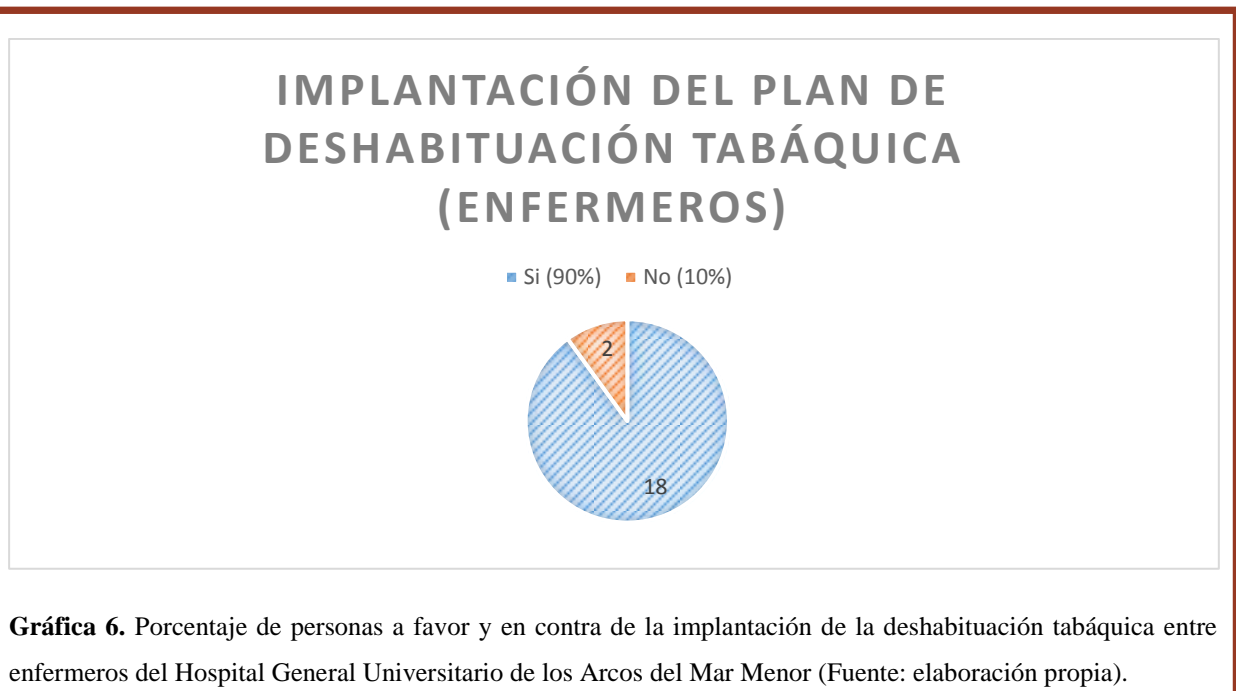 IMPLANTACIÓN DEL PLAN DE
DESHABITUACIÓN TABÁQUICA
(ENFERMEROS)
Si (90%) No (10%)
2
18
Gráfica 6. Porcentaje de personas a favor y en contra de la implantación de la deshabituación tabáquica entre
enfermeros del Hospital General Universitario de los Arcos del Mar Menor (Fuente: elaboración propia).